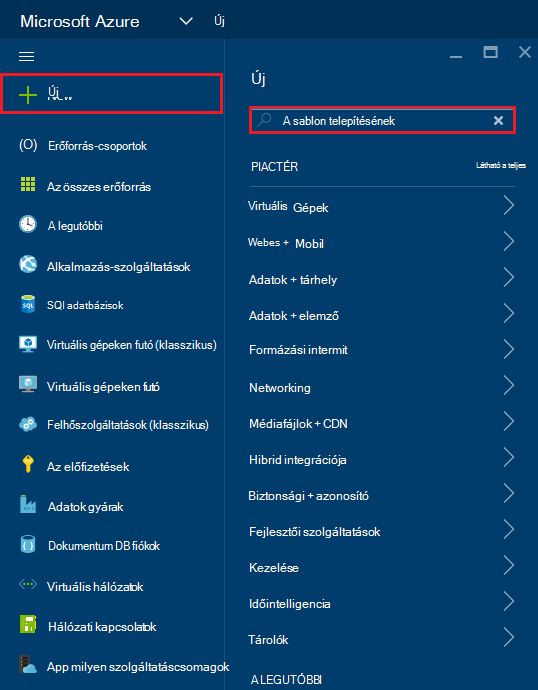 Microsoft Azure Új
Új
Erőforrás-csoportok
Az összes erőforrás
A legutóbbi
Alkalmazás-szolgáltatások
SQl adatbázisok
Virtuális gépeken futó (klasszikus)
Virtuális gépeken futó
Felhőszolgáltatások (klasszikus)
Az előfizetések
Adatok gyárak
Dokumentum DB fiókok
Virtuális hálózatok
Hálózati kapcsolatok
App milyen szolgáltatáscsomagok
Új
A sablon telepítésének
PIACTÉR Látható a teljes
Virtuális Gépek
Webes + Mobil
Adatok + tárhely
Adatok + elemző
Formázási intermit
Networking
Médiafájlok + CDN
Hibrid integrációja
Biztonsági + azonosító
Fejlesztői szolgáltatások
Kezelése
Időintelligencia
Tárolók
A LEGUTÓBBI